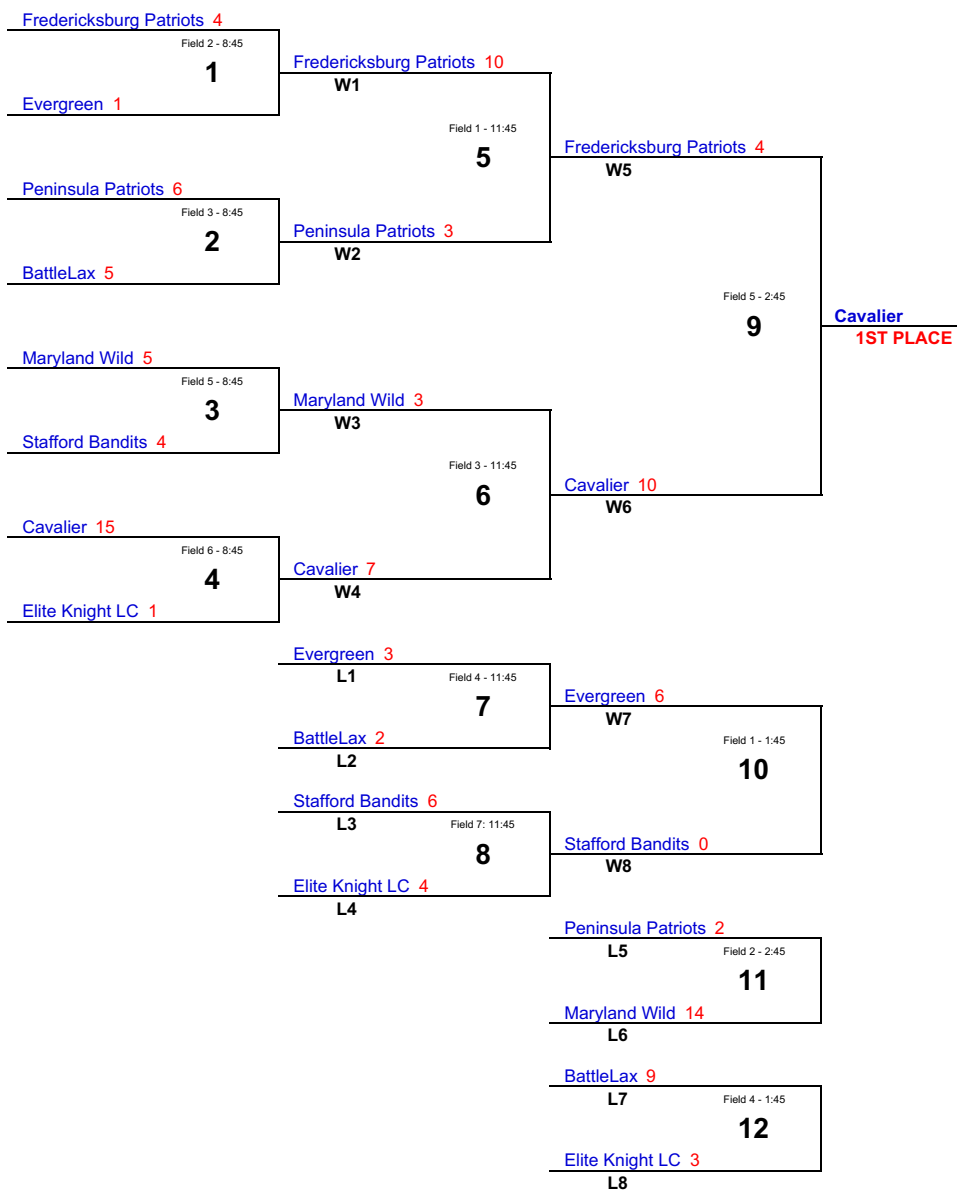 Fredericksburg Patriots 4
Field 2 - 8:45
1
Evergreen 1
Fredericksburg Patriots 10
W1
Field 1 - 11:45
5
Fredericksburg Patriots 4
W5
Peninsula Patriots 6
Field 3 - 8:45
2
BattleLax 5
Peninsula Patriots 3
W2
Field 5 - 2:45
9
Cavalier
1ST PLACE
Maryland Wild 5
Field 5 - 8:45
3
Stafford Bandits 4
Maryland Wild 3
W3
Field 3 - 11:45
6
Cavalier 10
W6
Cavalier 15
Field 6 - 8:45
4
Elite Knight LC 1
Cavalier 7
W4
Evergreen 3
L1
Field 4 - 11:45
7
BattleLax 2
L2
Evergreen 6
W7
Field 1 - 1:45
10
Stafford Bandits 6
L3
Field 7: 11:45
8
Elite Knight LC 4
L4
Stafford Bandits 0
W8
Peninsula Patriots 2
L5
Field 2 - 2:45
11
Maryland Wild 14
L6
BattleLax 9
L7
Field 4 - 1:45
12
Elite Knight LC 3
L8